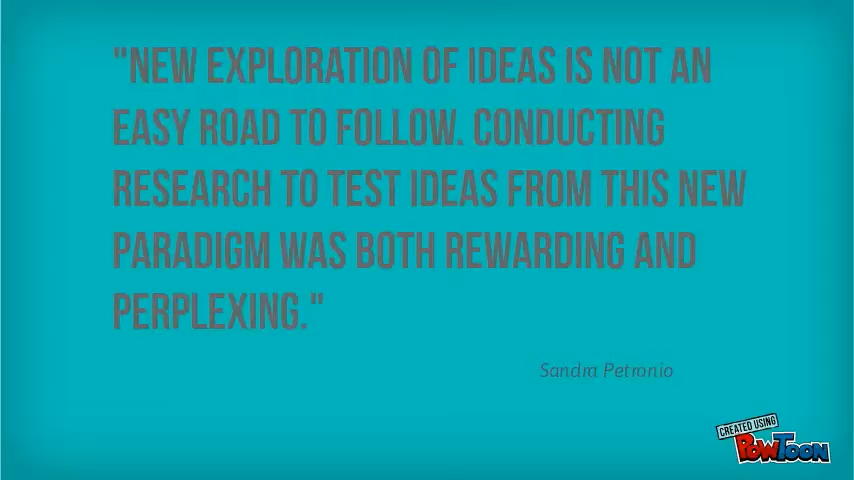 "NEW EXPLORATION OF IDEAS IS NOT AN
EASY ROAD TO FOLLOW. CONDUCTING
RESEARCH TO TEST IDEAS FROM THIS NEW
PARADIGM WAS BOTH REWARDING AND
PERPLEXING."
Sandra Petronio
CREATED USING
POWTOON